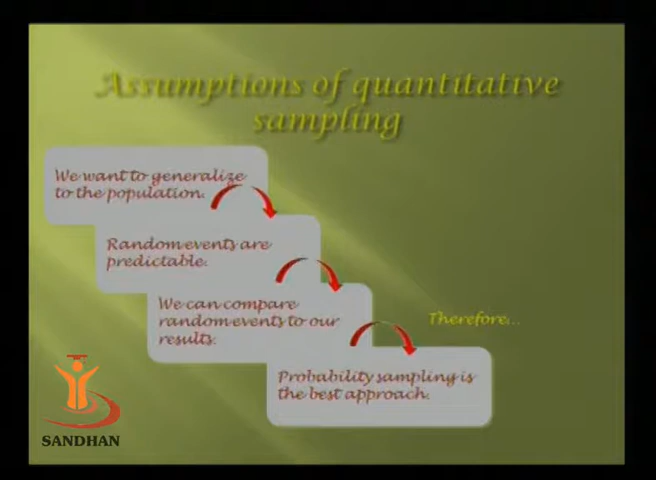 Assumptions of quantitative
sampling
We want to generalize
to the population.
Random events are
predictable.
We can compare
random events to our
results.
Therefore...
Probability sampling is
the best approach.
SANDHAN